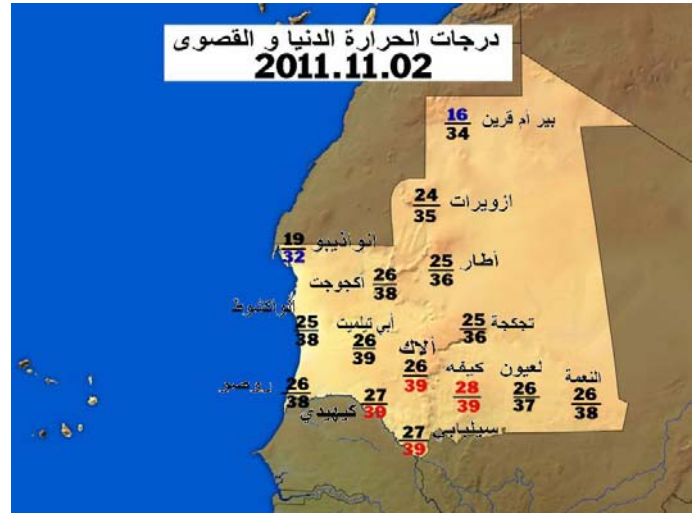 درجات الحرارة الدنيا و القصوى
2011.11.02
بير أم قرين
16
34
ازويرات
24
35
انواذيبو
19
32
أطار
25
36
أكجوجت
26
38
انواكشوط
25
38
أبي تيلميت
26
39
تجكجة
25
36
ألاك
26
39
كيفه
28
39
لعيون
26
37
النعمة
26
38
روصو
26
38
كيهيدي
27
39
سيلبابي
27
39